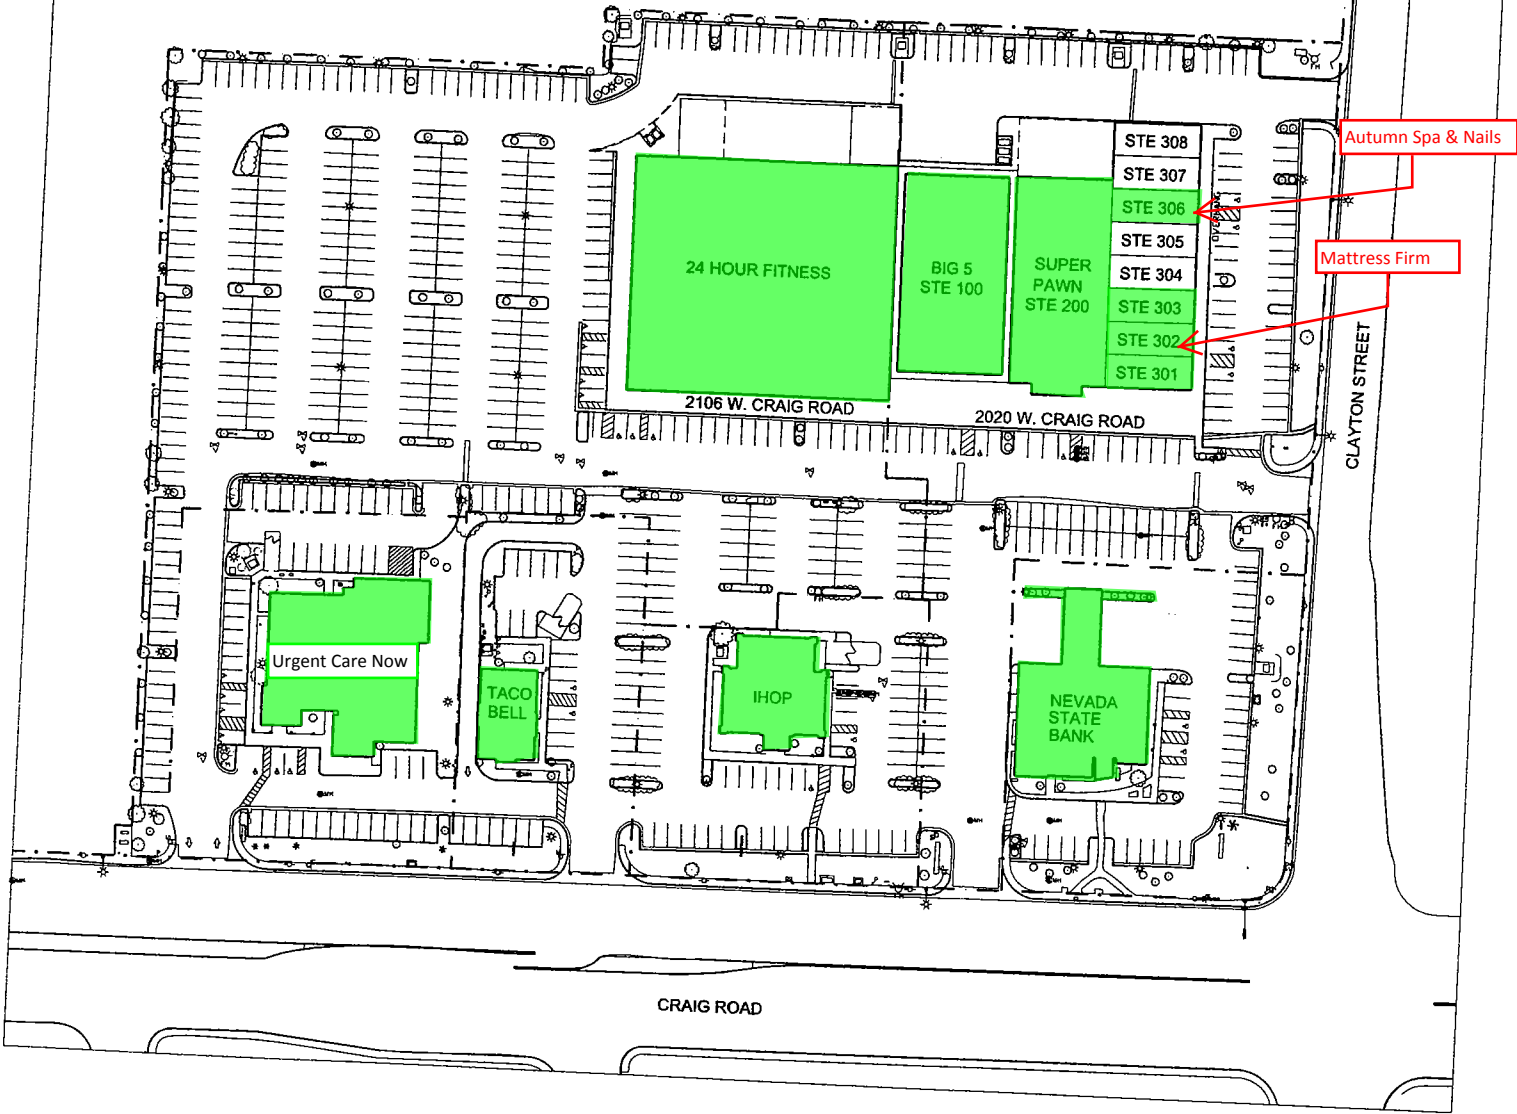 STE 308
Autumn Spa & Nails
STE 307
STE 306
OVERHANG
STE 305
STE 304
Mattress Firm
24 HOUR FITNESS
BIG 5
STE 100
SUPER
PAWN
STE 200
STE 303
STE 302
STE 301
2106 W. CRAIG ROAD
2020 W. CRAIG ROAD
CLAYTON STREET
Urgent Care Now
TACO
BELL
IHOP
NEVADA
STATE
BANK
CRAIG ROAD